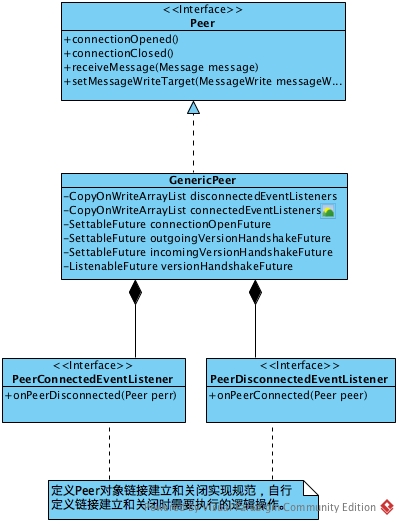 <<Interface>>
Peer
+connectionOpened()
+connectionClosed()
+receiveMessage(Message message)
+setMessageWriteTarget(MessageWrite messageW...
GenericPeer
-CopyOnWriteArrayList disconnectedEventListeners
-CopyOnWriteArrayList connectedEventListeners
-SettableFuture connectionOpenFuture
-SettableFuture outgoingVersionHandshakeFuture
-SettableFuture incomingVersionHandshakeFuture
-ListenableFuture versionHandshakeFuture
<<Interface>>
PeerConnectedEventListener
+onPeerDisconnected(Peer perr)
<<Interface>>
PeerDisconnectedEventListener
+onPeerConnected(Peer peer)
定义Peer对象链接建立和关闭实现规范，自行
定义链接建立和关闭时需要执行的逻辑操作。
Community Edition